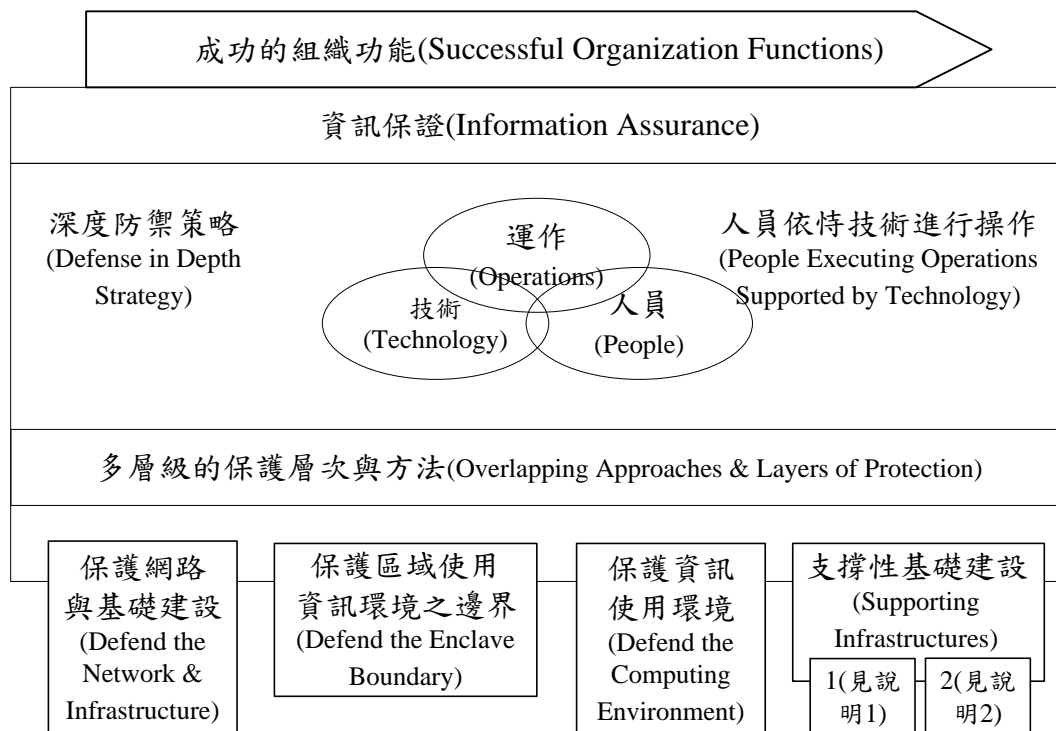 成功的組織功能(Successful Organization Functions)
資訊保證(Information Assurance)
深度防禦策略
(Defense in Depth
Strategy)
運作
(Operations)
技術
(Technology)
人員
(People)
人員依恃技術進行操作
(People Executing Operations
Supported by Technology)
多層級的保護層次與方法(Overlapping Approaches & Layers of Protection)
保護網路
與基礎建設
(Defend the
Network &
Infrastructure)
保護區域使用
資訊環境之邊界
(Defend the Enclave
Boundary)
保護資訊
使用環境
(Defend the
Computing
Environment)
支撐性基礎建設
(Supporting
Infrastructures)
1(見說
明1)
2(見說
明2)